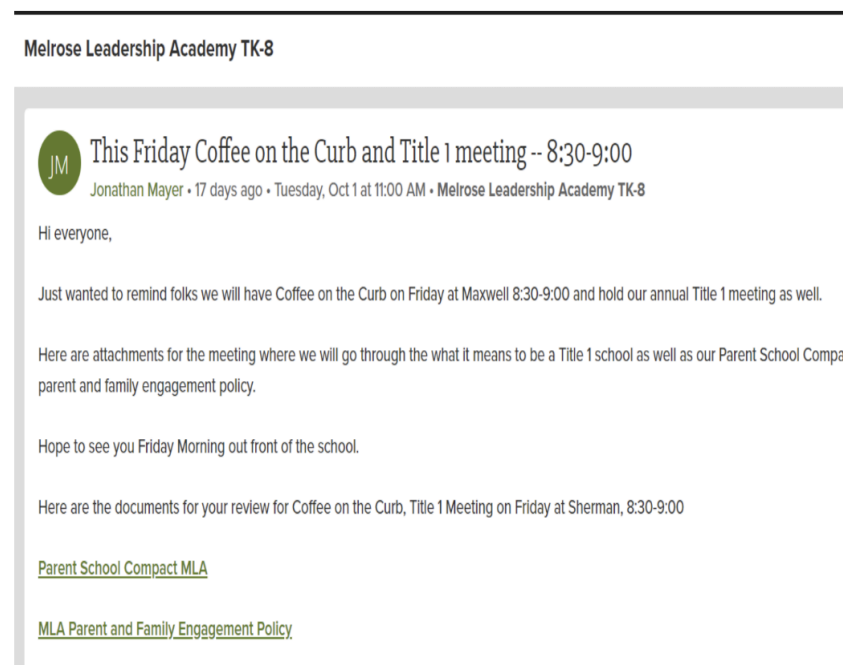 Melrose Leadership Academy TK-8
JM
This Friday Coffee on the Curb and Title 1 meeting -- 8:30-9:00
Jonathan Mayer • 17 days ago • Tuesday, Oct 1 at 11:00 AM • Melrose Leadership Academy TK-8
Hi everyone,
Just wanted to remind folks we will have Coffee on the Curb on Friday at Maxwell 8:30-9:00 and hold our annual Title 1 meeting as well.
Here are attachments for the meeting where we will go through the what it means to be a Title 1 school as well as our Parent School Compa
parent and family engagement policy.
Hope to see you Friday Morning out front of the school.
Here are the documents for your review for Coffee on the Curb, Title 1 Meeting on Friday at Sherman, 8:30-9:00
Parent School Compact MLA
MLA Parent and Family Engagement Policy